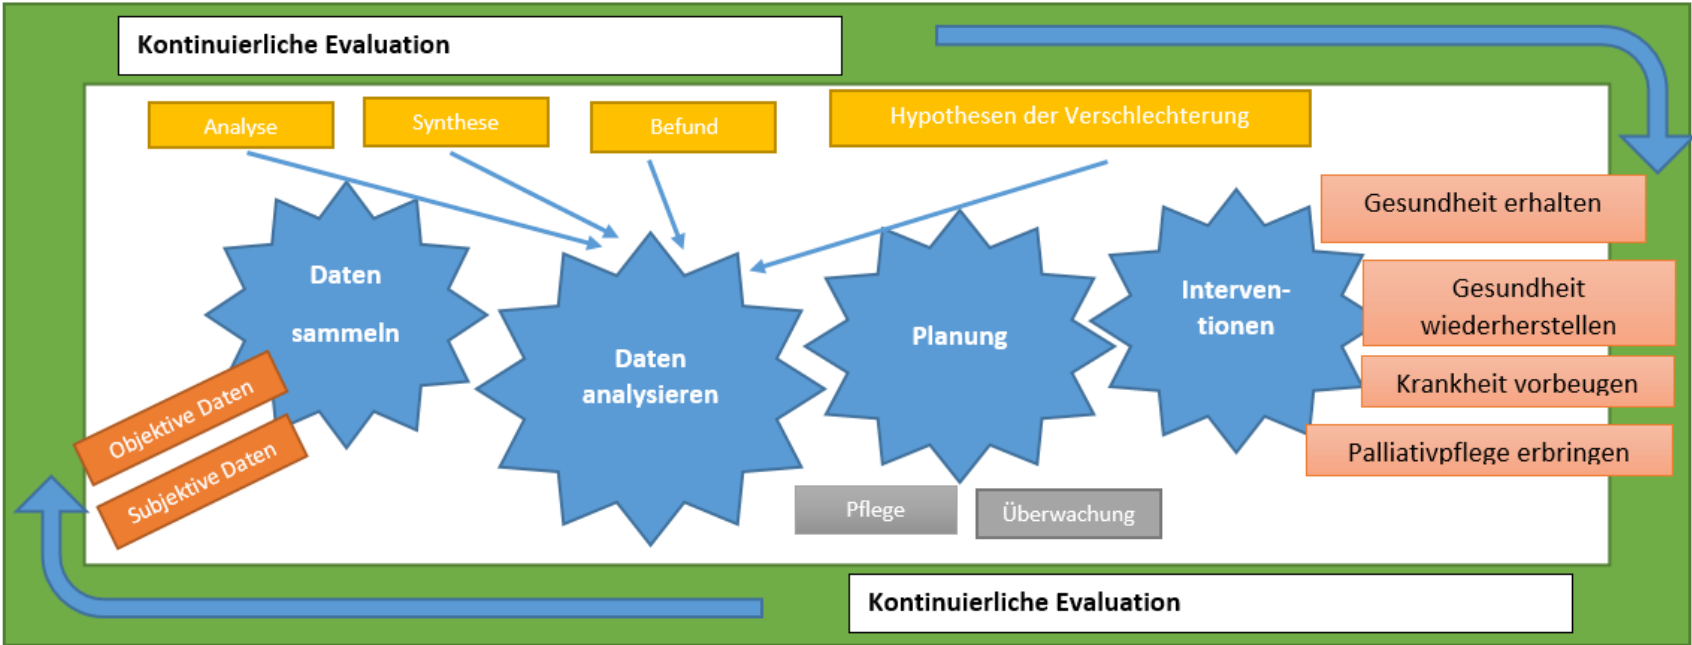 Kontinuierliche Evaluation
Analyse
Synthese
Befund
Hypothesen der Verschlechterung
Daten
sammeln
Objektive Daten
Subjektive Daten
Daten
analysieren
Planung
Pflege
Überwachung
Interven-
tionen
Gesundheit erhalten
Gesundheit
wiederherstellen
Krankheit vorbeugen
Palliativpflege erbringen
Kontinuierliche Evaluation